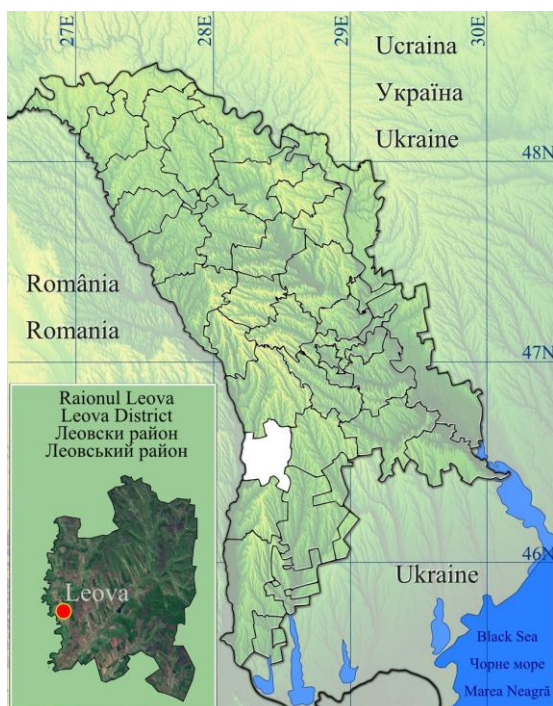 27E
28E
29E
30E
Ucraina
Україна
Ukraine
48N
România
Romania
47N
Raionul Leova
Leova District
Леовски район
Леовський район
Leova
46N
Ukraine
Black Sea
Чорне море
Marea Neagră